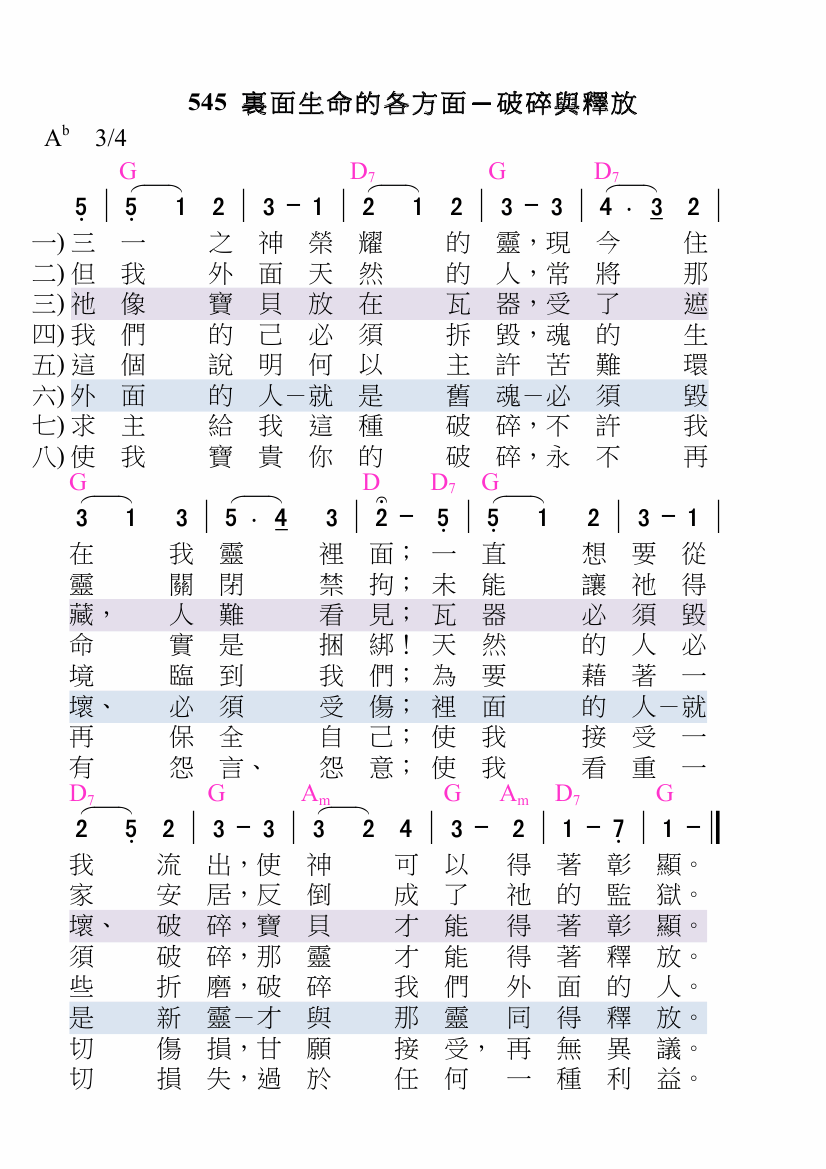 545 裏面生命的各方面－破碎與釋放
Ab 3/4
G D7 G D7
5 | 5 1 2 | 3 - 1 | 2 1 2 | 3 - 3 | 4 . 3 2 |
一) 三一之神榮耀的靈，現今住
二) 但我外面天然的人，常將那
三) 祂像寶貝放在瓦器，受了遮
四) 我們的己必須拆毀，魂的生
五) 這個說明何以主許苦難環
六) 外面的人－就是舊魂－必須毀
七) 求主給我這種破碎，不許我
八) 使我寶貴你的破碎，永不再
G D D7 G
3 1 3 | 5 . 4 3 | 2 - 5 | 5 1 2 | 3 - 1 |
在我靈裡面；一直想要從
靈關閉禁拘；未能讓祂得
藏，人難看見；瓦器必須毀
命實是捆綁！天然的人必
境臨到我們；為要藉著一
壞、必須受傷；裡面的人－就
再保全自己；使我接受一
有怨言、怨意；使我看重一
D7 G Am G Am D7 G
2 5 2 | 3 - 3 | 3 2 4 | 3 - 2 | 1 - 7 | 1 - ||
我流出，使神可以得著彰顯。
家安居，反倒成了祂的監獄。
壞、破碎，寶貝才能得著彰顯。
須破碎，那靈才能得著釋放。
些折磨，破碎我們外面的人。
是新靈－才與那靈同得釋放。
切傷損，甘願接受，再無異議。
切損失，過於任何一種利益。